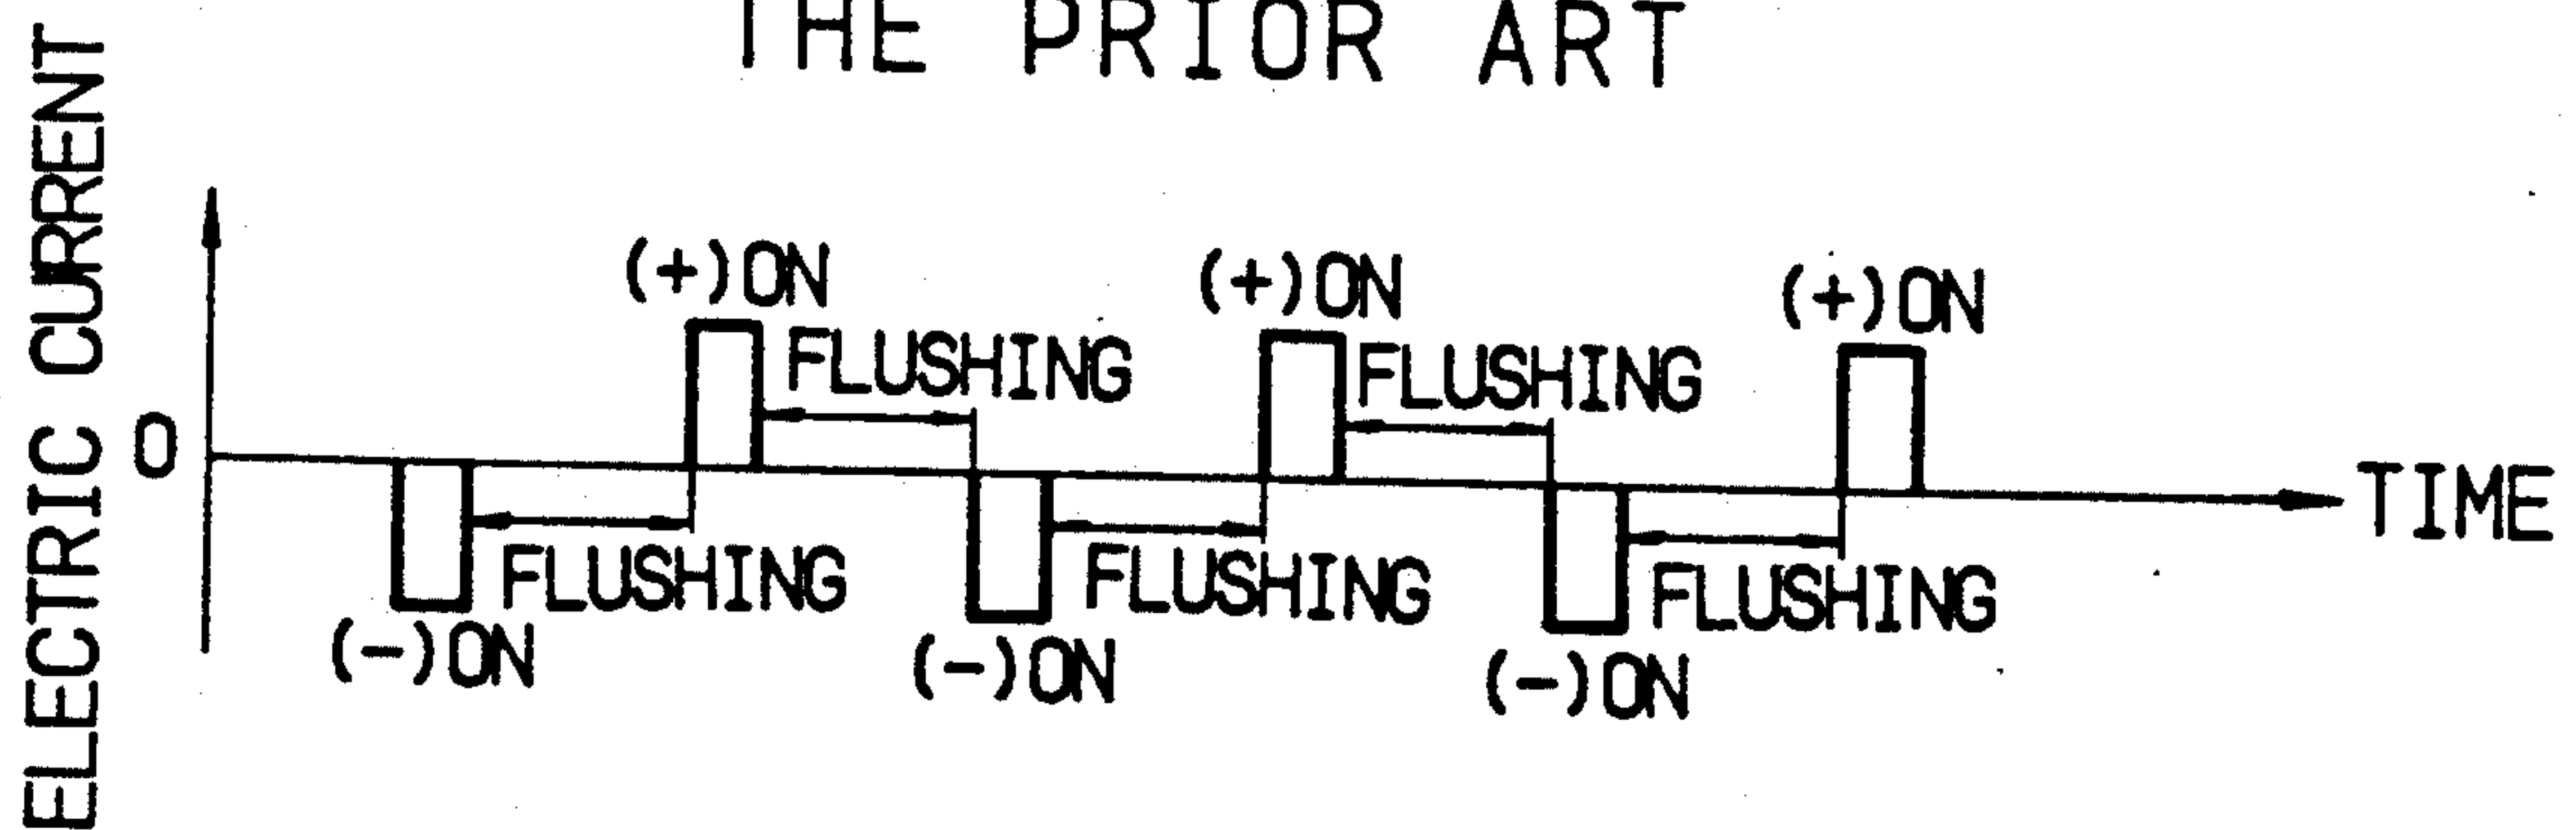 THE PRIOR ART
ELECTRIC CURRENT
(+)ON
(+)ON
(+)ON
FLUSHING
FLUSHING
0
TIME
FLUSHING
FLUSHING
FLUSHING
(-)ON
(-)ON
(-)ON